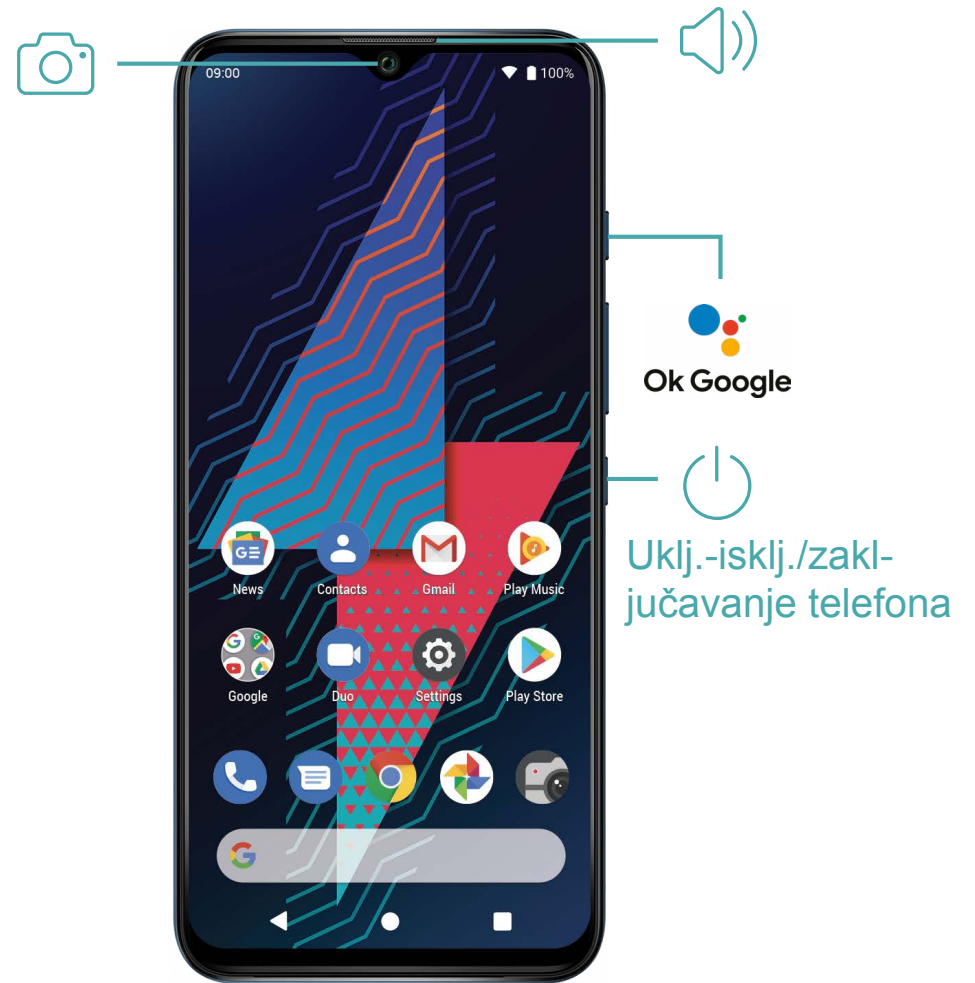 09:00
100%
Ok Google
Uklj.-isklj./zakl-
jučavanje telefona
News
Contacts
Gmail
Play Music
Google
Duo
Settings
Play Store